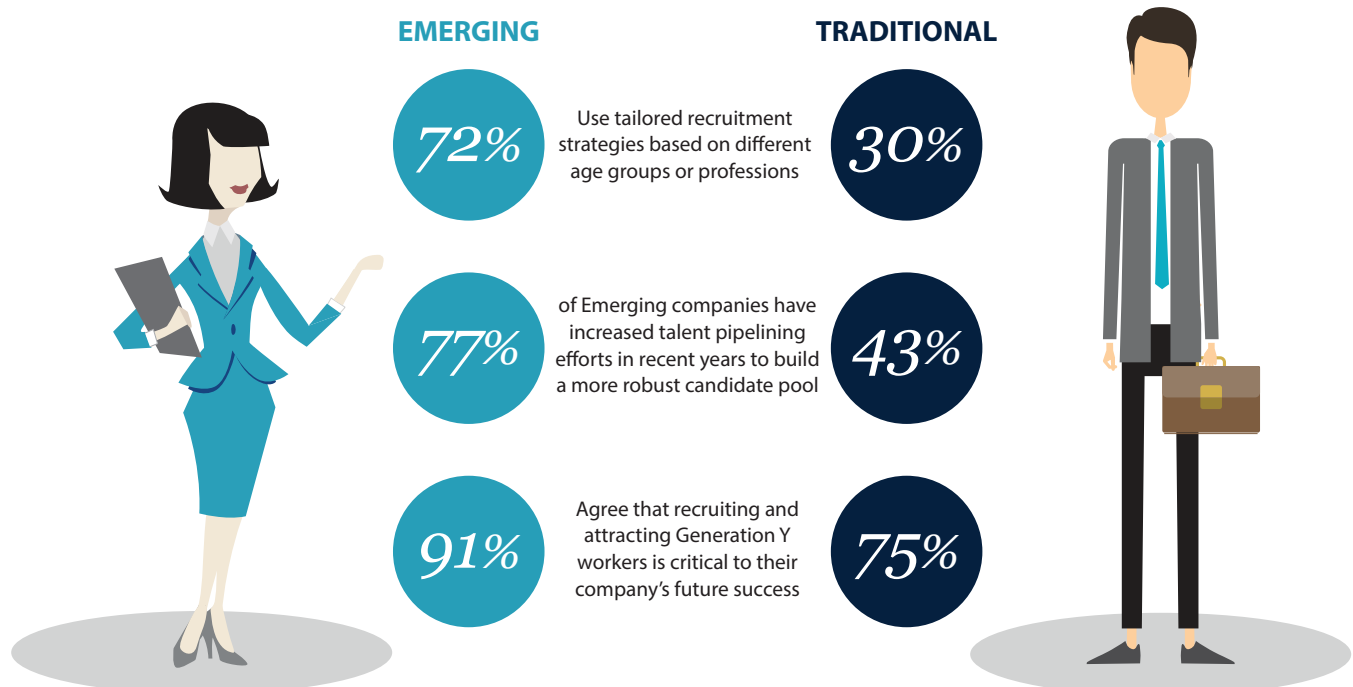 EMERGING
TRADITIONAL
72%
Use tailored recruitment
strategies based on different
age groups or professions
30%
77%
of Emerging companies have
increased talent pipelining
efforts in recent years to build
a more robust candidate pool
43%
91%
Agree that recruiting and
attracting Generation Y
workers is critical to their
company’s future success
75%